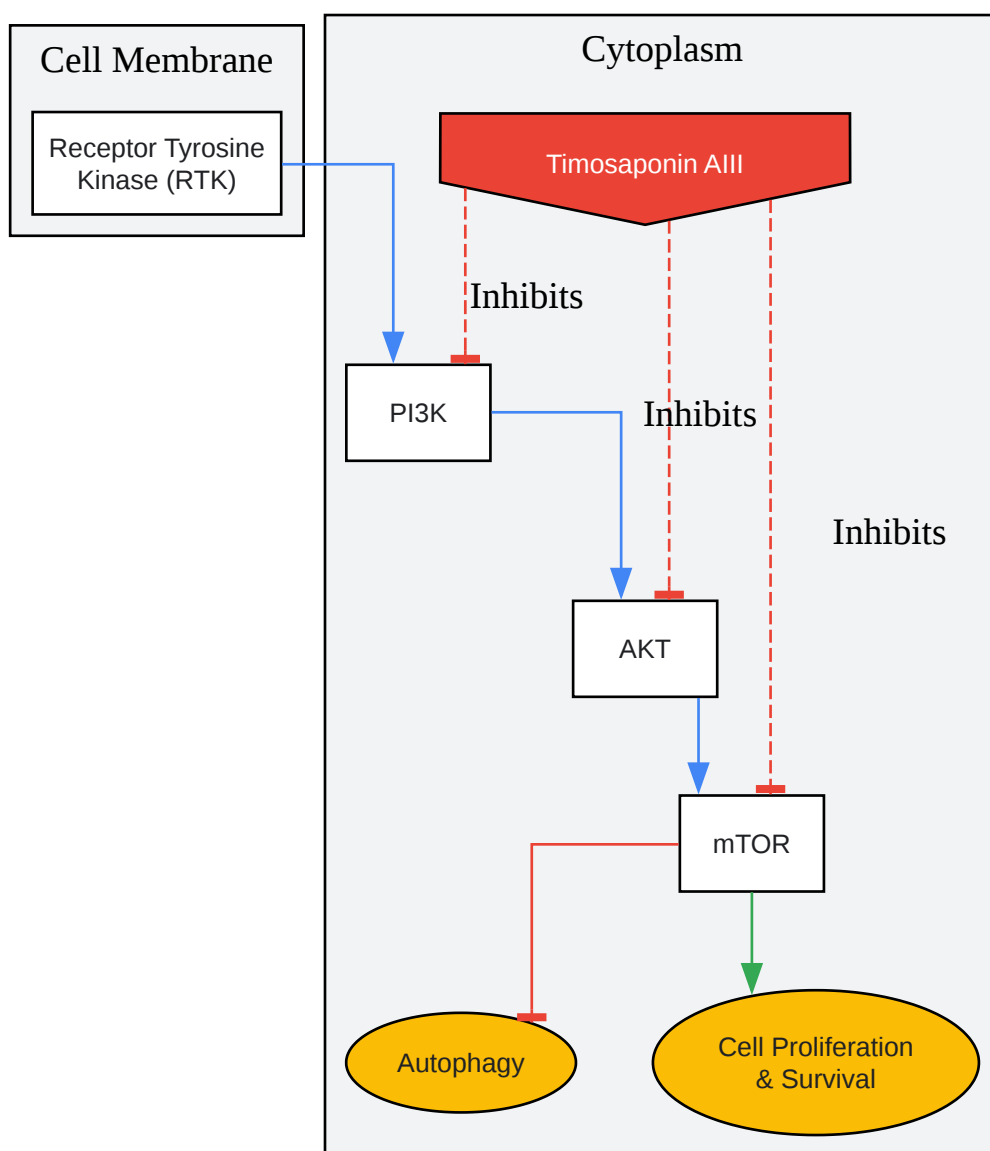 Cell Membrane
Receptor Tyrosine
Kinase (RTK)
Cytoplasm
Timosaponin AIII
Inhibits
PI3K
Inhibits
Inhibits
AKT
mTOR
Autophagy
Cell Proliferation
& Survival